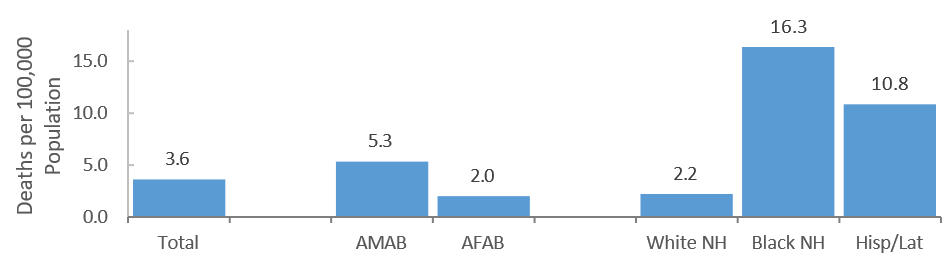 Deaths per 100,000
Population
15.0
10.0
5.0
0.0
3.6
5.3
2.0
2.2
16.3
10.8
Total
AMAB
AFAB
White NH
Black NH
Hisp/Lat